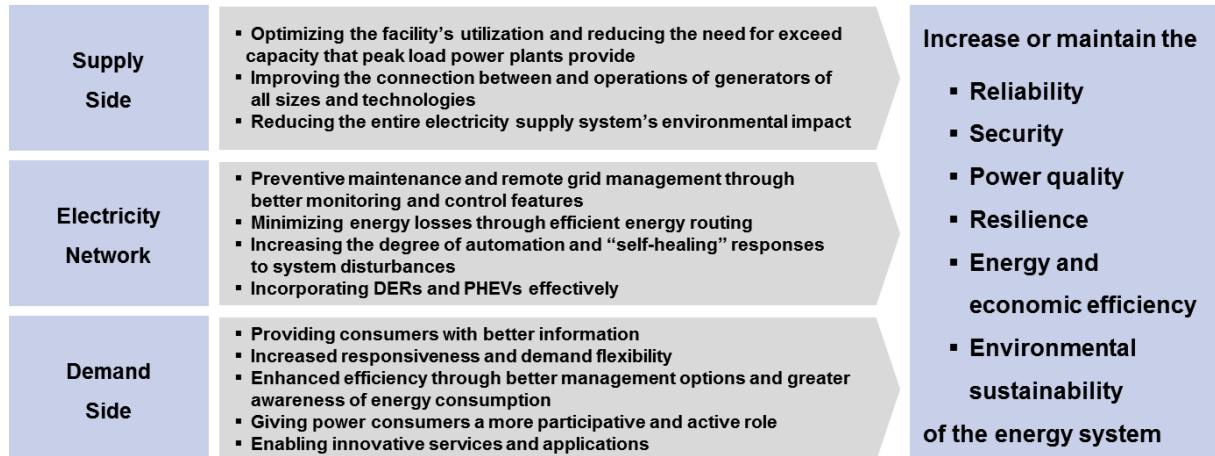 Supply
Side
▪ Optimizing the facility's utilization and reducing the need for exceed
capacity that peak load power plants provide
▪ Improving the connection between and operations of generators of
all sizes and technologies
▪ Reducing the entire electricity supply system's environmental impact
Electricity
Network
▪ Preventive maintenance and remote grid management through
better monitoring and control features
▪ Minimizing energy losses through efficient energy routing
▪ Increasing the degree of automation and “self-healing” responses
to system disturbances
▪ Incorporating DERs and PHEVs effectively
Demand
Side
▪ Providing consumers with better information
▪ Increased responsiveness and demand flexibility
▪ Enhanced efficiency through better management options and greater
awareness of energy consumption
▪ Giving power consumers a more participative and active role
▪ Enabling innovative services and applications
Increase or maintain the
▪ Reliability
▪ Security
▪ Power quality
▪ Resilience
▪ Energy and
economic efficiency
▪ Environmental
sustainability
of the energy system